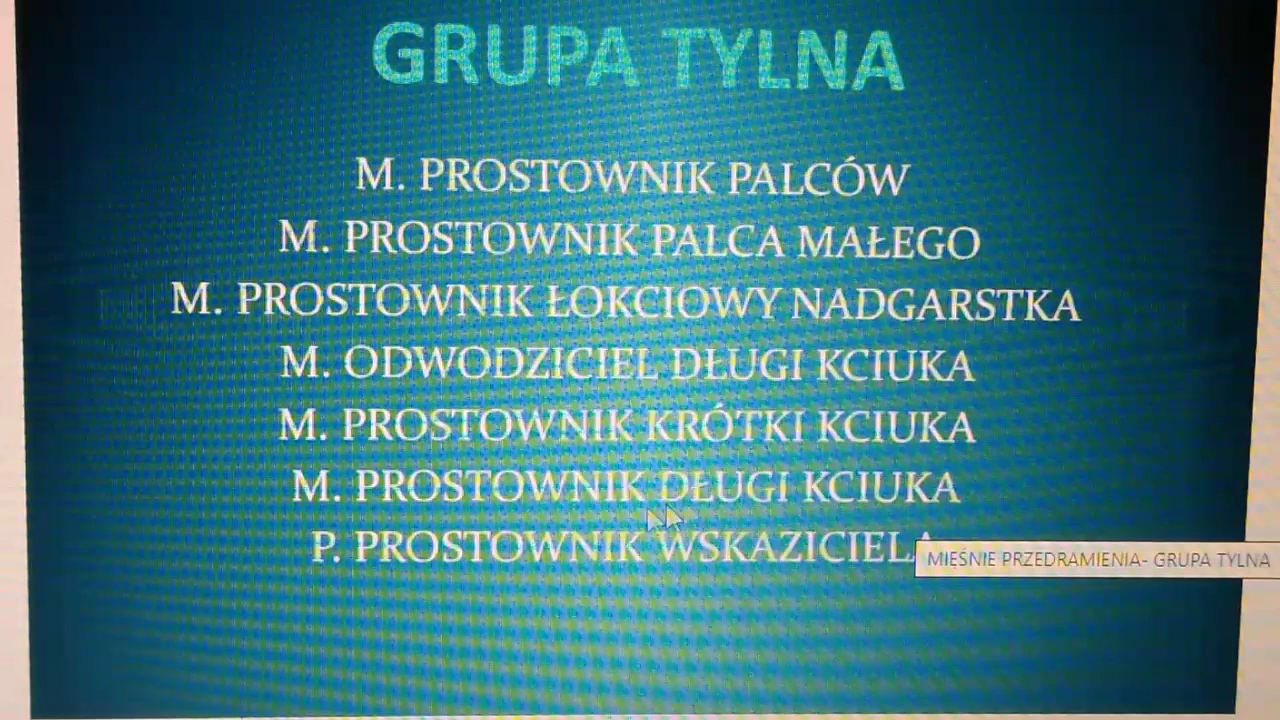 GRUPA TYLNA
M. PROSTOWNIK PALCÓW
M. PROSTOWNIK PALCA MAŁEGO
M. PROSTOWNIK ŁOKCIOWY NADGARSTKA
M. ODWODZICIEL DŁUGI KCIUKA
M. PROSTOWNIK KRÓTKI KCIUKA
M. PROSTOWNIK DŁUGI KCIUKA
P. PROSTOWNIK WSKAZICIELA
MIĘŚNIE PRZEDRAMIENIA- GRUPA TYLNA